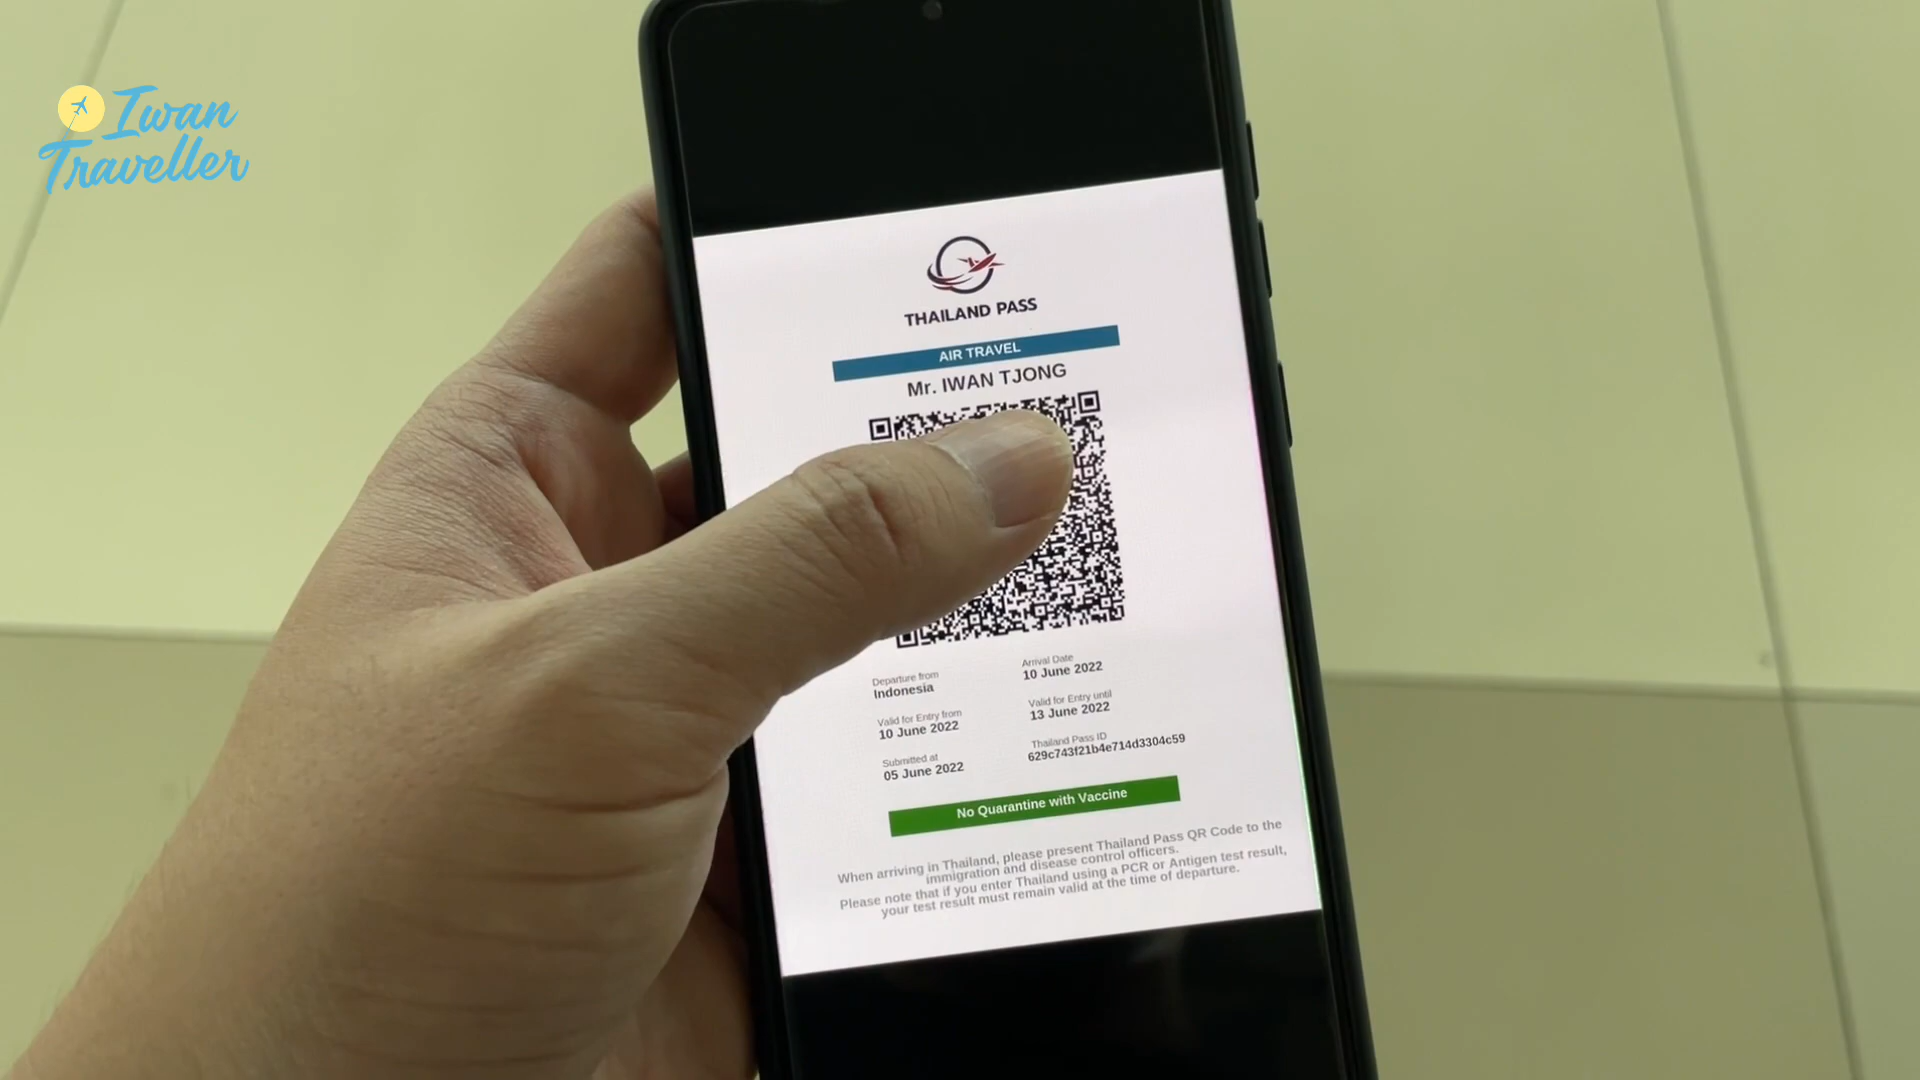 Iwan
Traveller
THAILAND PASS
AIR TRAVEL
Mr. IWAN TJONG
Departure from
Indonesia
Arrival Date
10 June 2022
Valid for Entry from
10 June 2022
Valid for Entry until
13 June 2022
Submitted at
05 June 2022
Thailand Pass ID
629c743f21b4e714d3304c59
No Quarantine with Vaccine
When arriving in Thailand, please present Thailand Pass QR Code to the
immigration and disease control officers.
Please note that if you enter Thailand using a PCR or Antigen test result,
your test result must remain valid at the time of departure.